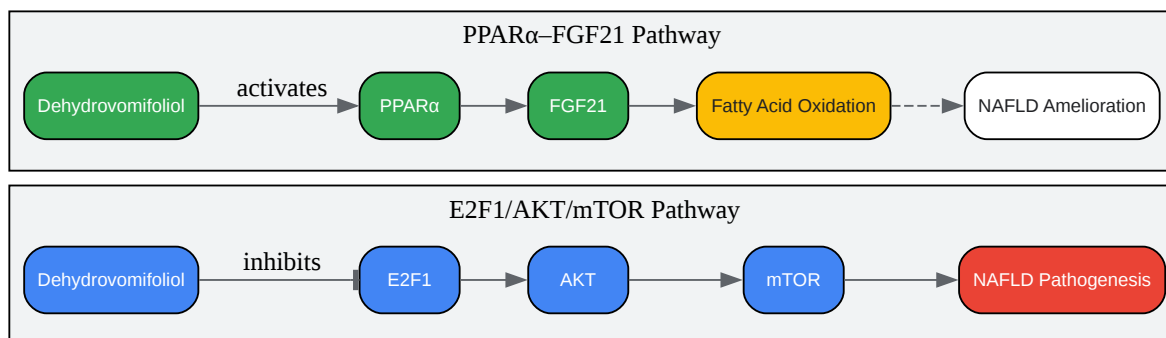 PPARα–FGF21 Pathway
Dehydrovomifoliol
activates
PPARα
FGF21
Fatty Acid Oxidation
NAFLD Amelioration
E2F1/AKT/mTOR Pathway
Dehydrovomifoliol
inhibits
E2F1
AKT
mTOR
NAFLD Pathogenesis